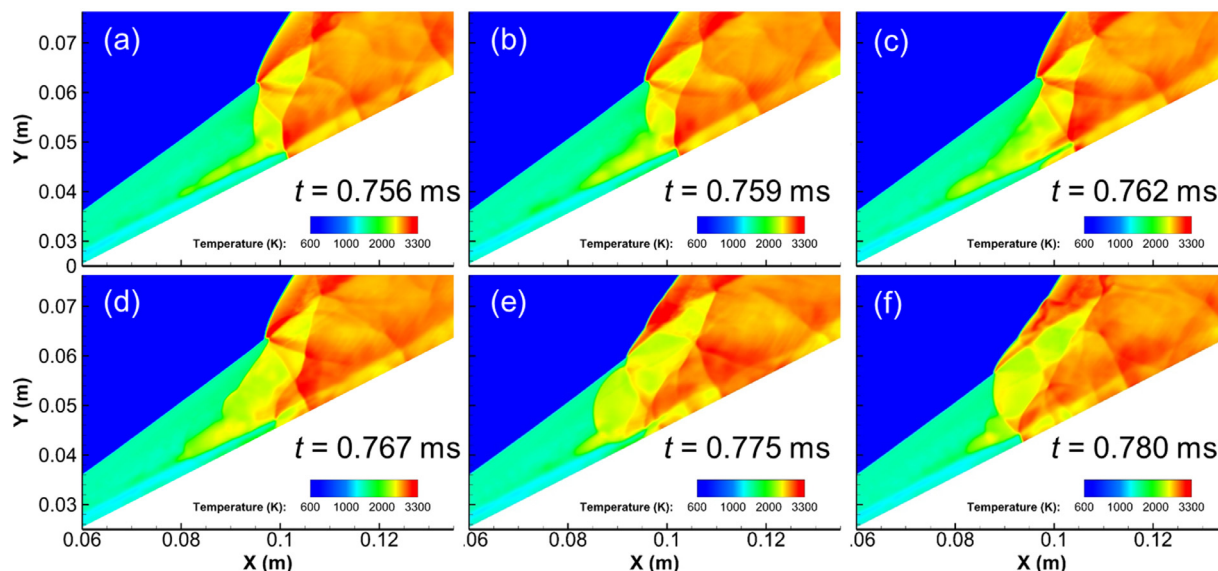 (a)
(b)
(c)
0.07
0.06
0.05
0.04
0.03
0
Y (m)
t = 0.756 ms
t = 0.759 ms
t = 0.762 ms
Temperature (K): 600 1000 2000 3300
Temperature (K): 600 1000 2000 3300
Temperature (K): 600 1000 2000 3300
(d)
(e)
(f)
0.07
0.06
0.05
0.04
0.03
Y (m)
t = 0.767 ms
t = 0.775 ms
t = 0.780 ms
Temperature (K): 600 1000 2000 3300
Temperature (K): 600 1000 2000 3300
Temperature (K): 600 1000 2000 3300
0.06 0.08 0.1 0.12
.06 0.08 0.1 0.12
.06 0.08 0.1 0.12
X (m)
X (m)
X (m)